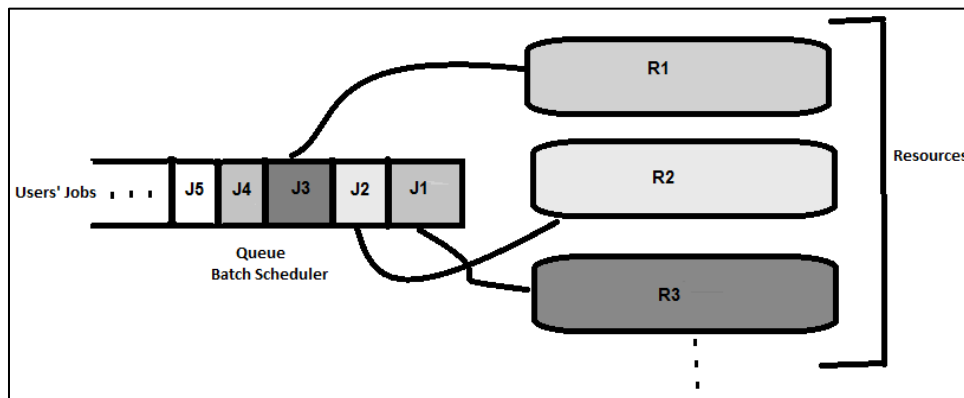 R1
Resources
Users' Jobs . . .
J5 J4 J3 J2 J1
R2
Queue
Batch Scheduler
R3